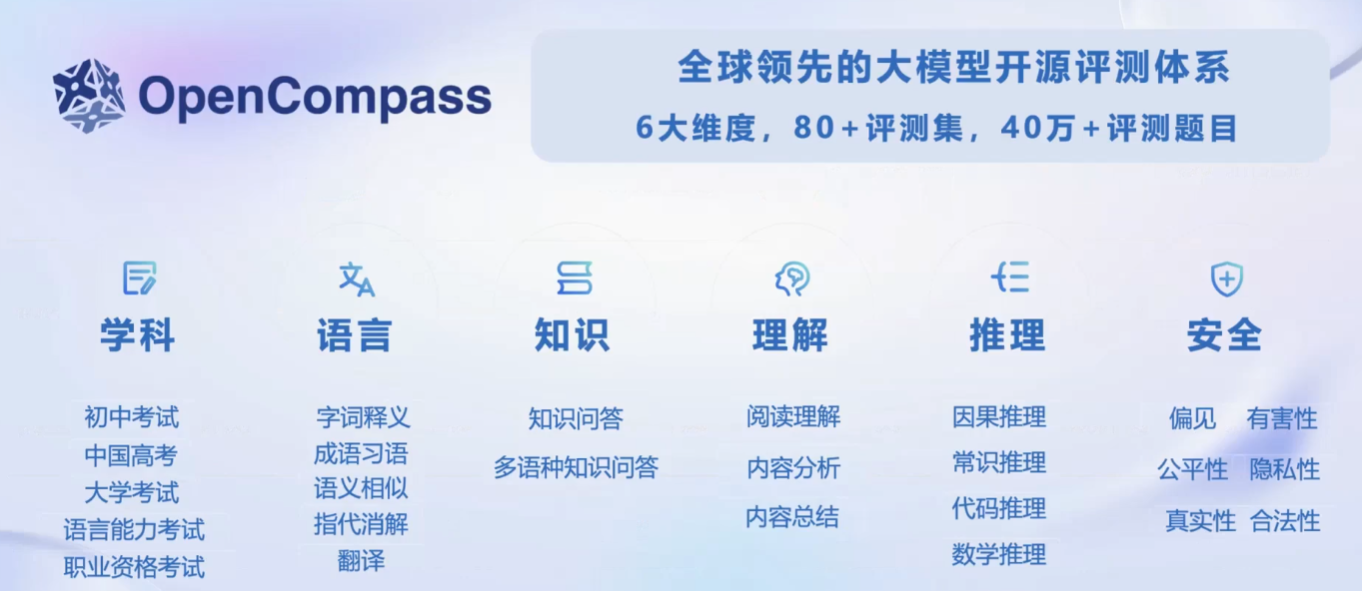 OpenCompass
全球领先的大模型开源评测体系
6大维度，80+评测集，40万+评测题目
学科
初中考试
中国高考
大学考试
语言能力考试
职业资格考试
语言
字词释义
成语习语
语义相似
指代消解
翻译
知识
知识问答
多语种知识问答
理解
阅读理解
内容分析
内容总结
推理
因果推理
常识推理
代码推理
数学推理
安全
偏见 有害性
公平性 隐私性
真实性 合法性